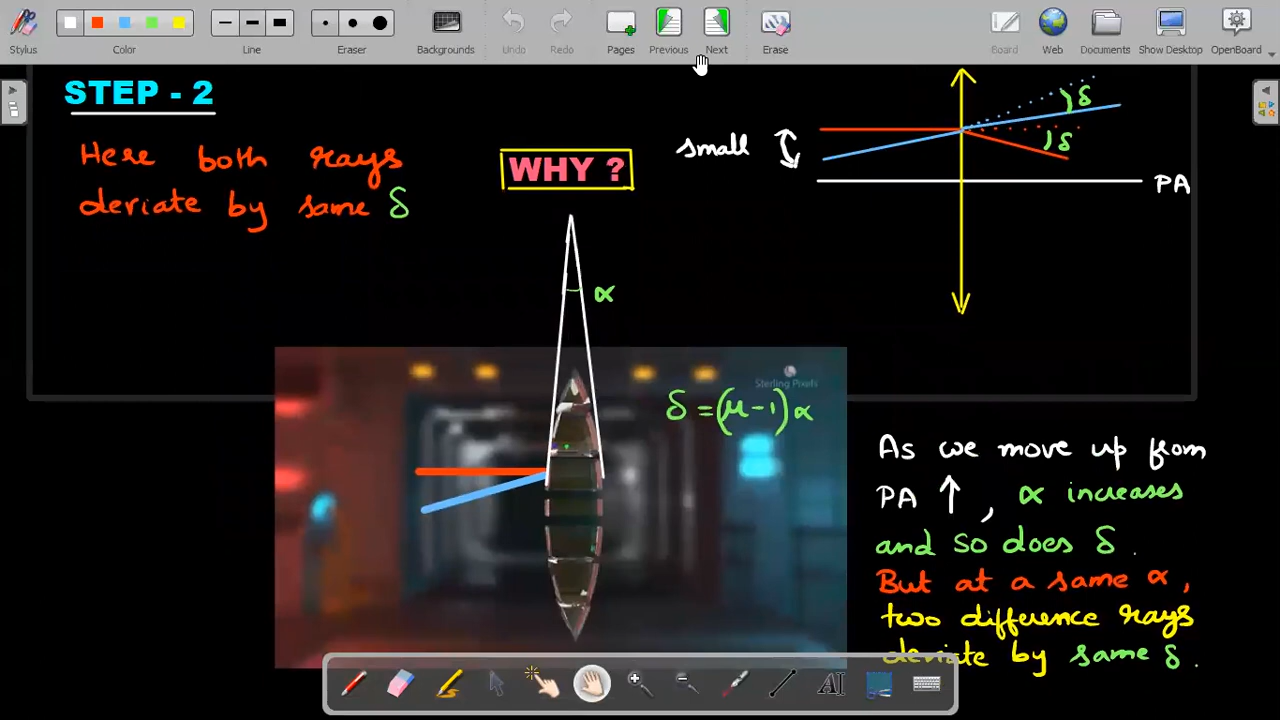 Stylus
Color
Line
Eraser
Backgrounds
Undo
Redo
Pages
Previous
Next
Erase
Board
Web
Documents
Show Desktop
OpenBoard
STEP - 2
Here both rays
deviate by same δ
WHY ?
small
δ
δ
PA
α
Sterling Pixels
δ = (μ-1)α
As we move up from
PA ↑, α increases
and so does δ.
But at a same α,
two difference rays
deviate by same δ.
AI